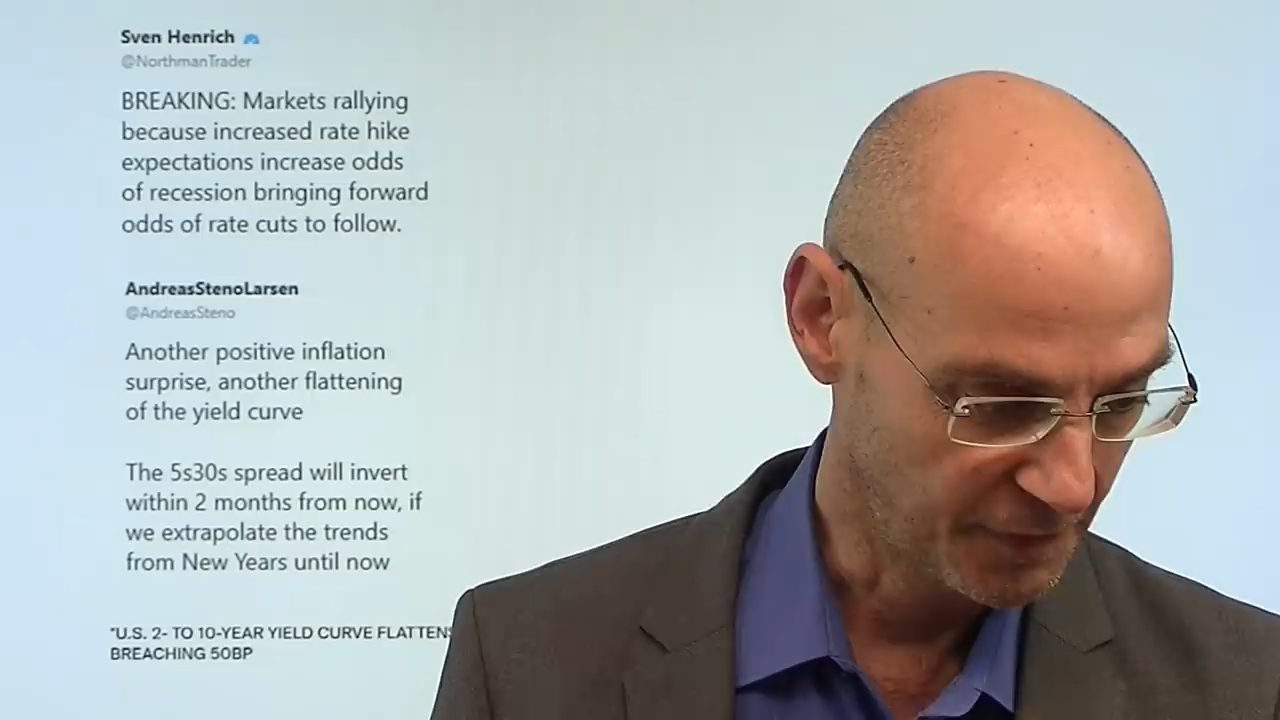 Sven Henrich
@NorthmanTrader
BREAKING: Markets rallying
because increased rate hike
expectations increase odds
of recession bringing forward
odds of rate cuts to follow.
AndreasStenoLarsen
@AndreasSteno
Another positive inflation
surprise, another flattening
of the yield curve
The 5s30s spread will invert
within 2 months from now, if
we extrapolate the trends
from New Years until now
*U.S. 2- TO 10-YEAR YIELD CURVE FLATTENS
BREACHING 50BP